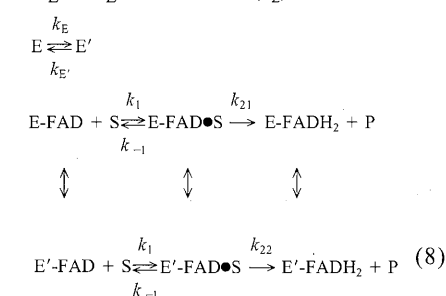 k_E
E ⇌ E′
k_E′
k_1 k_21
E-FAD + S ⇌ E-FAD●S → E-FADH_2 + P
k_-1
↕ ↕ ↕
k_1 k_22
E′-FAD + S ⇌ E′-FAD●S → E′-FADH_2 + P (8)
k_-1